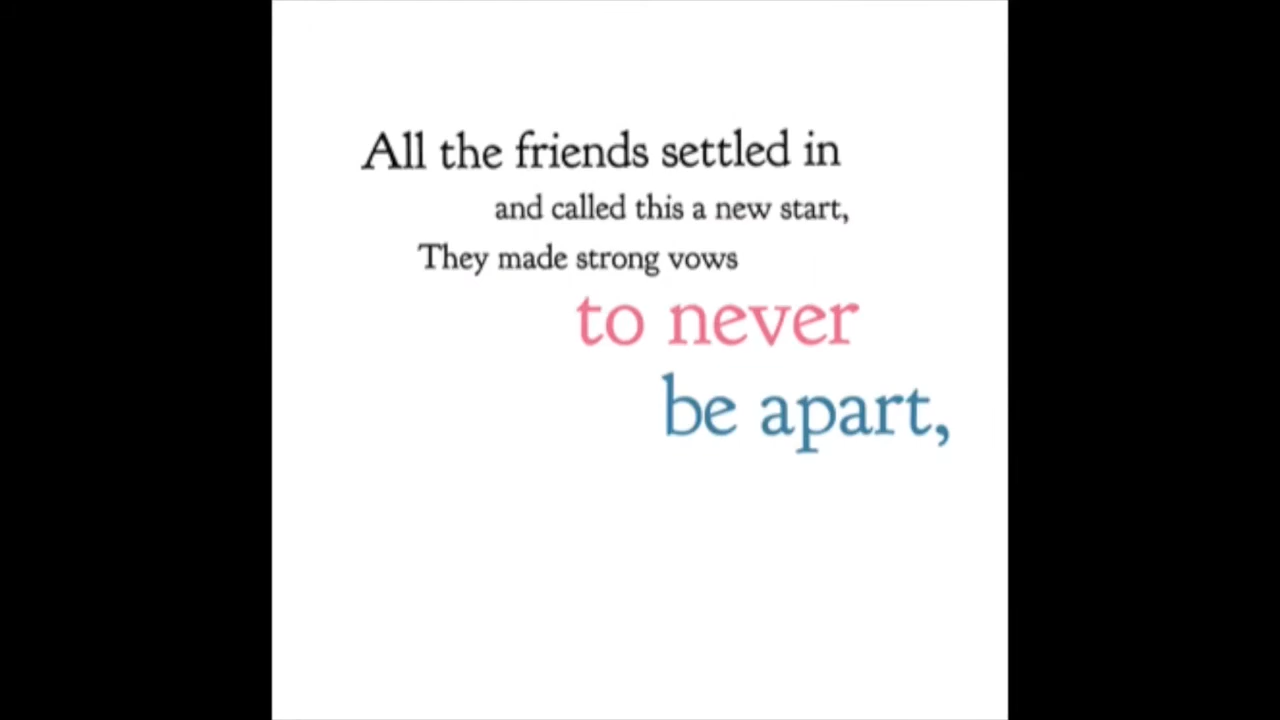 All the friends settled in
and called this a new start,
They made strong vows
to never
be apart,